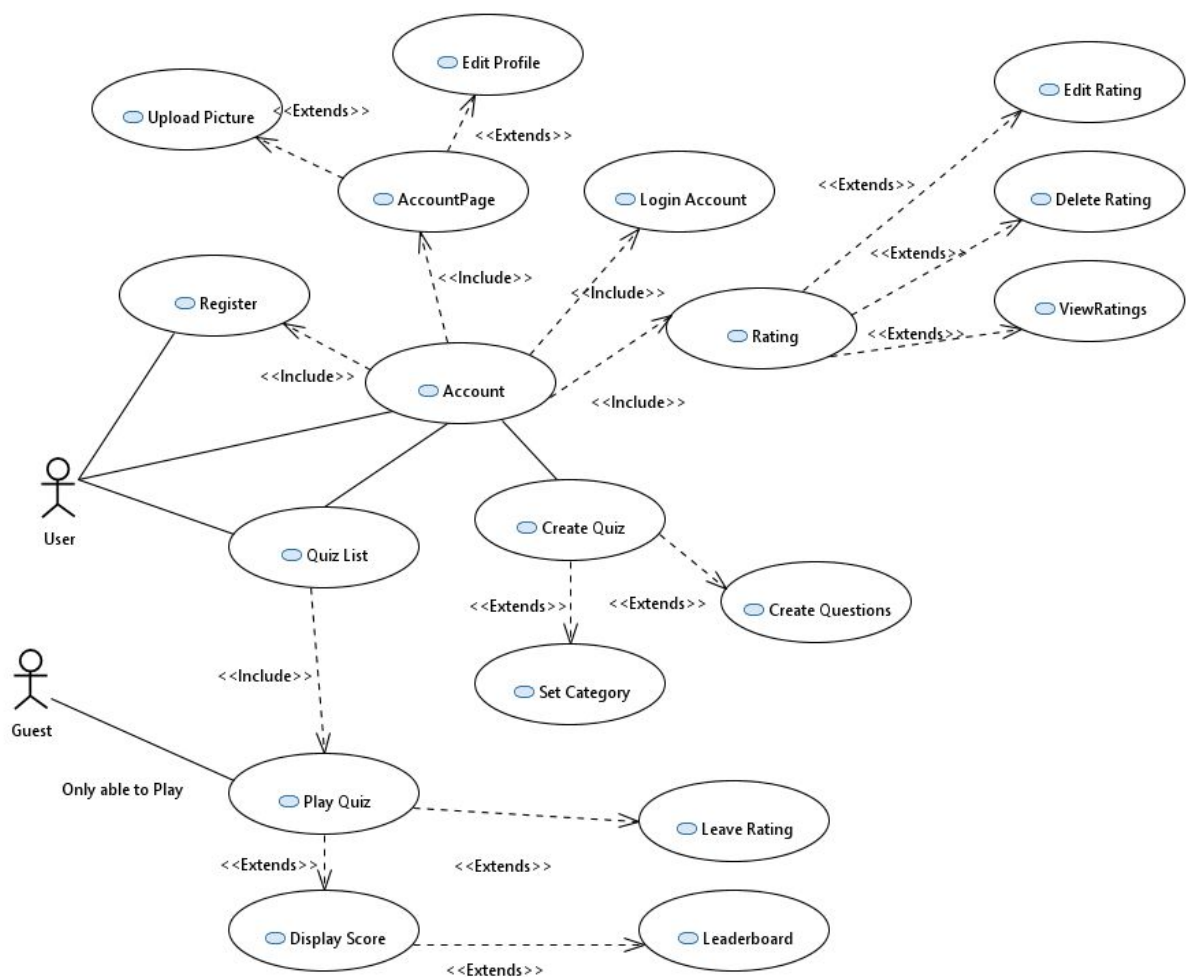 Edit Profile
Upload Picture
<<Extends>>
<<Extends>>
Edit Rating
AccountPage
Login Account
<<Extends>>
Delete Rating
<<Extends>>
<<Include>>
<<Include>>
Register
Rating
ViewRatings
<<Extends>>
<<Include>>
Account
<<Include>>
User
Quiz List
Create Quiz
<<Extends>>
<<Extends>>
Create Questions
<<Include>>
Set Category
Guest
Only able to Play
Play Quiz
Leave Rating
<<Extends>>
<<Extends>>
Display Score
Leaderboard
<<Extends>>